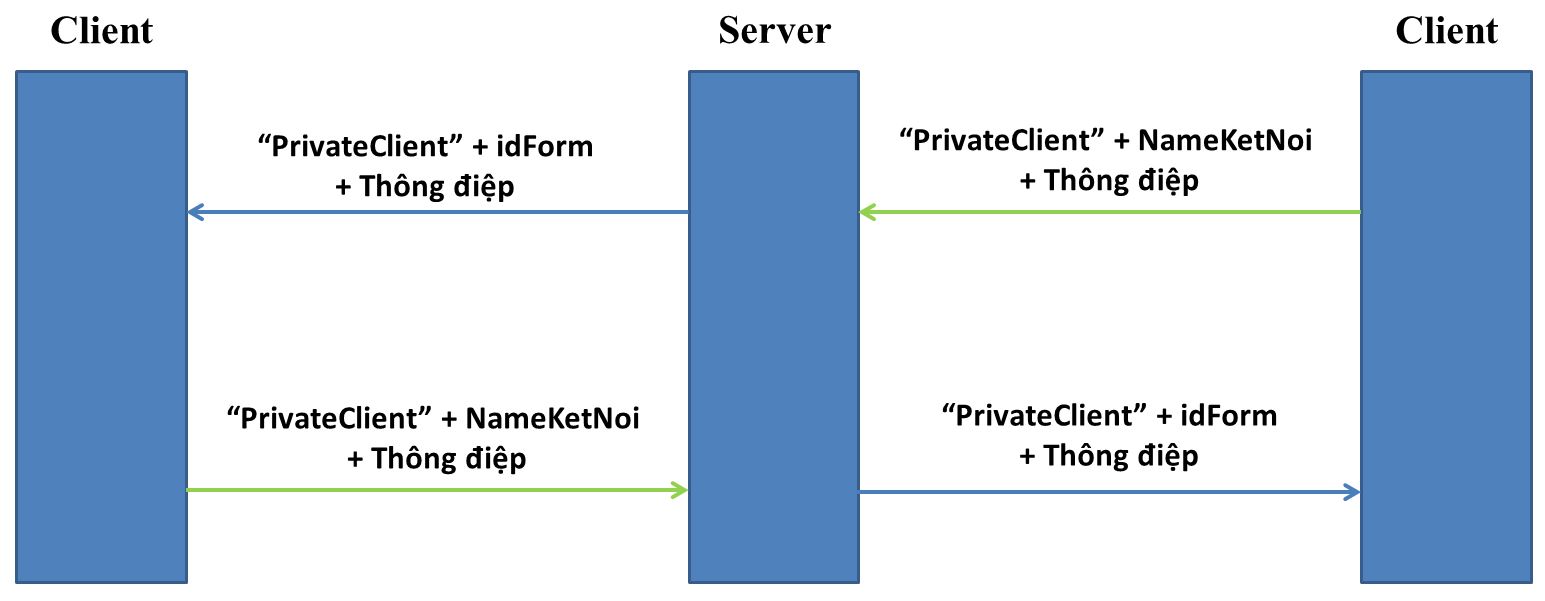 Client
Server
Client
“PrivateClient” + idForm
+ Thông điệp
“PrivateClient” + NameKetNoi
+ Thông điệp
“PrivateClient” + NameKetNoi
+ Thông điệp
“PrivateClient” + idForm
+ Thông điệp